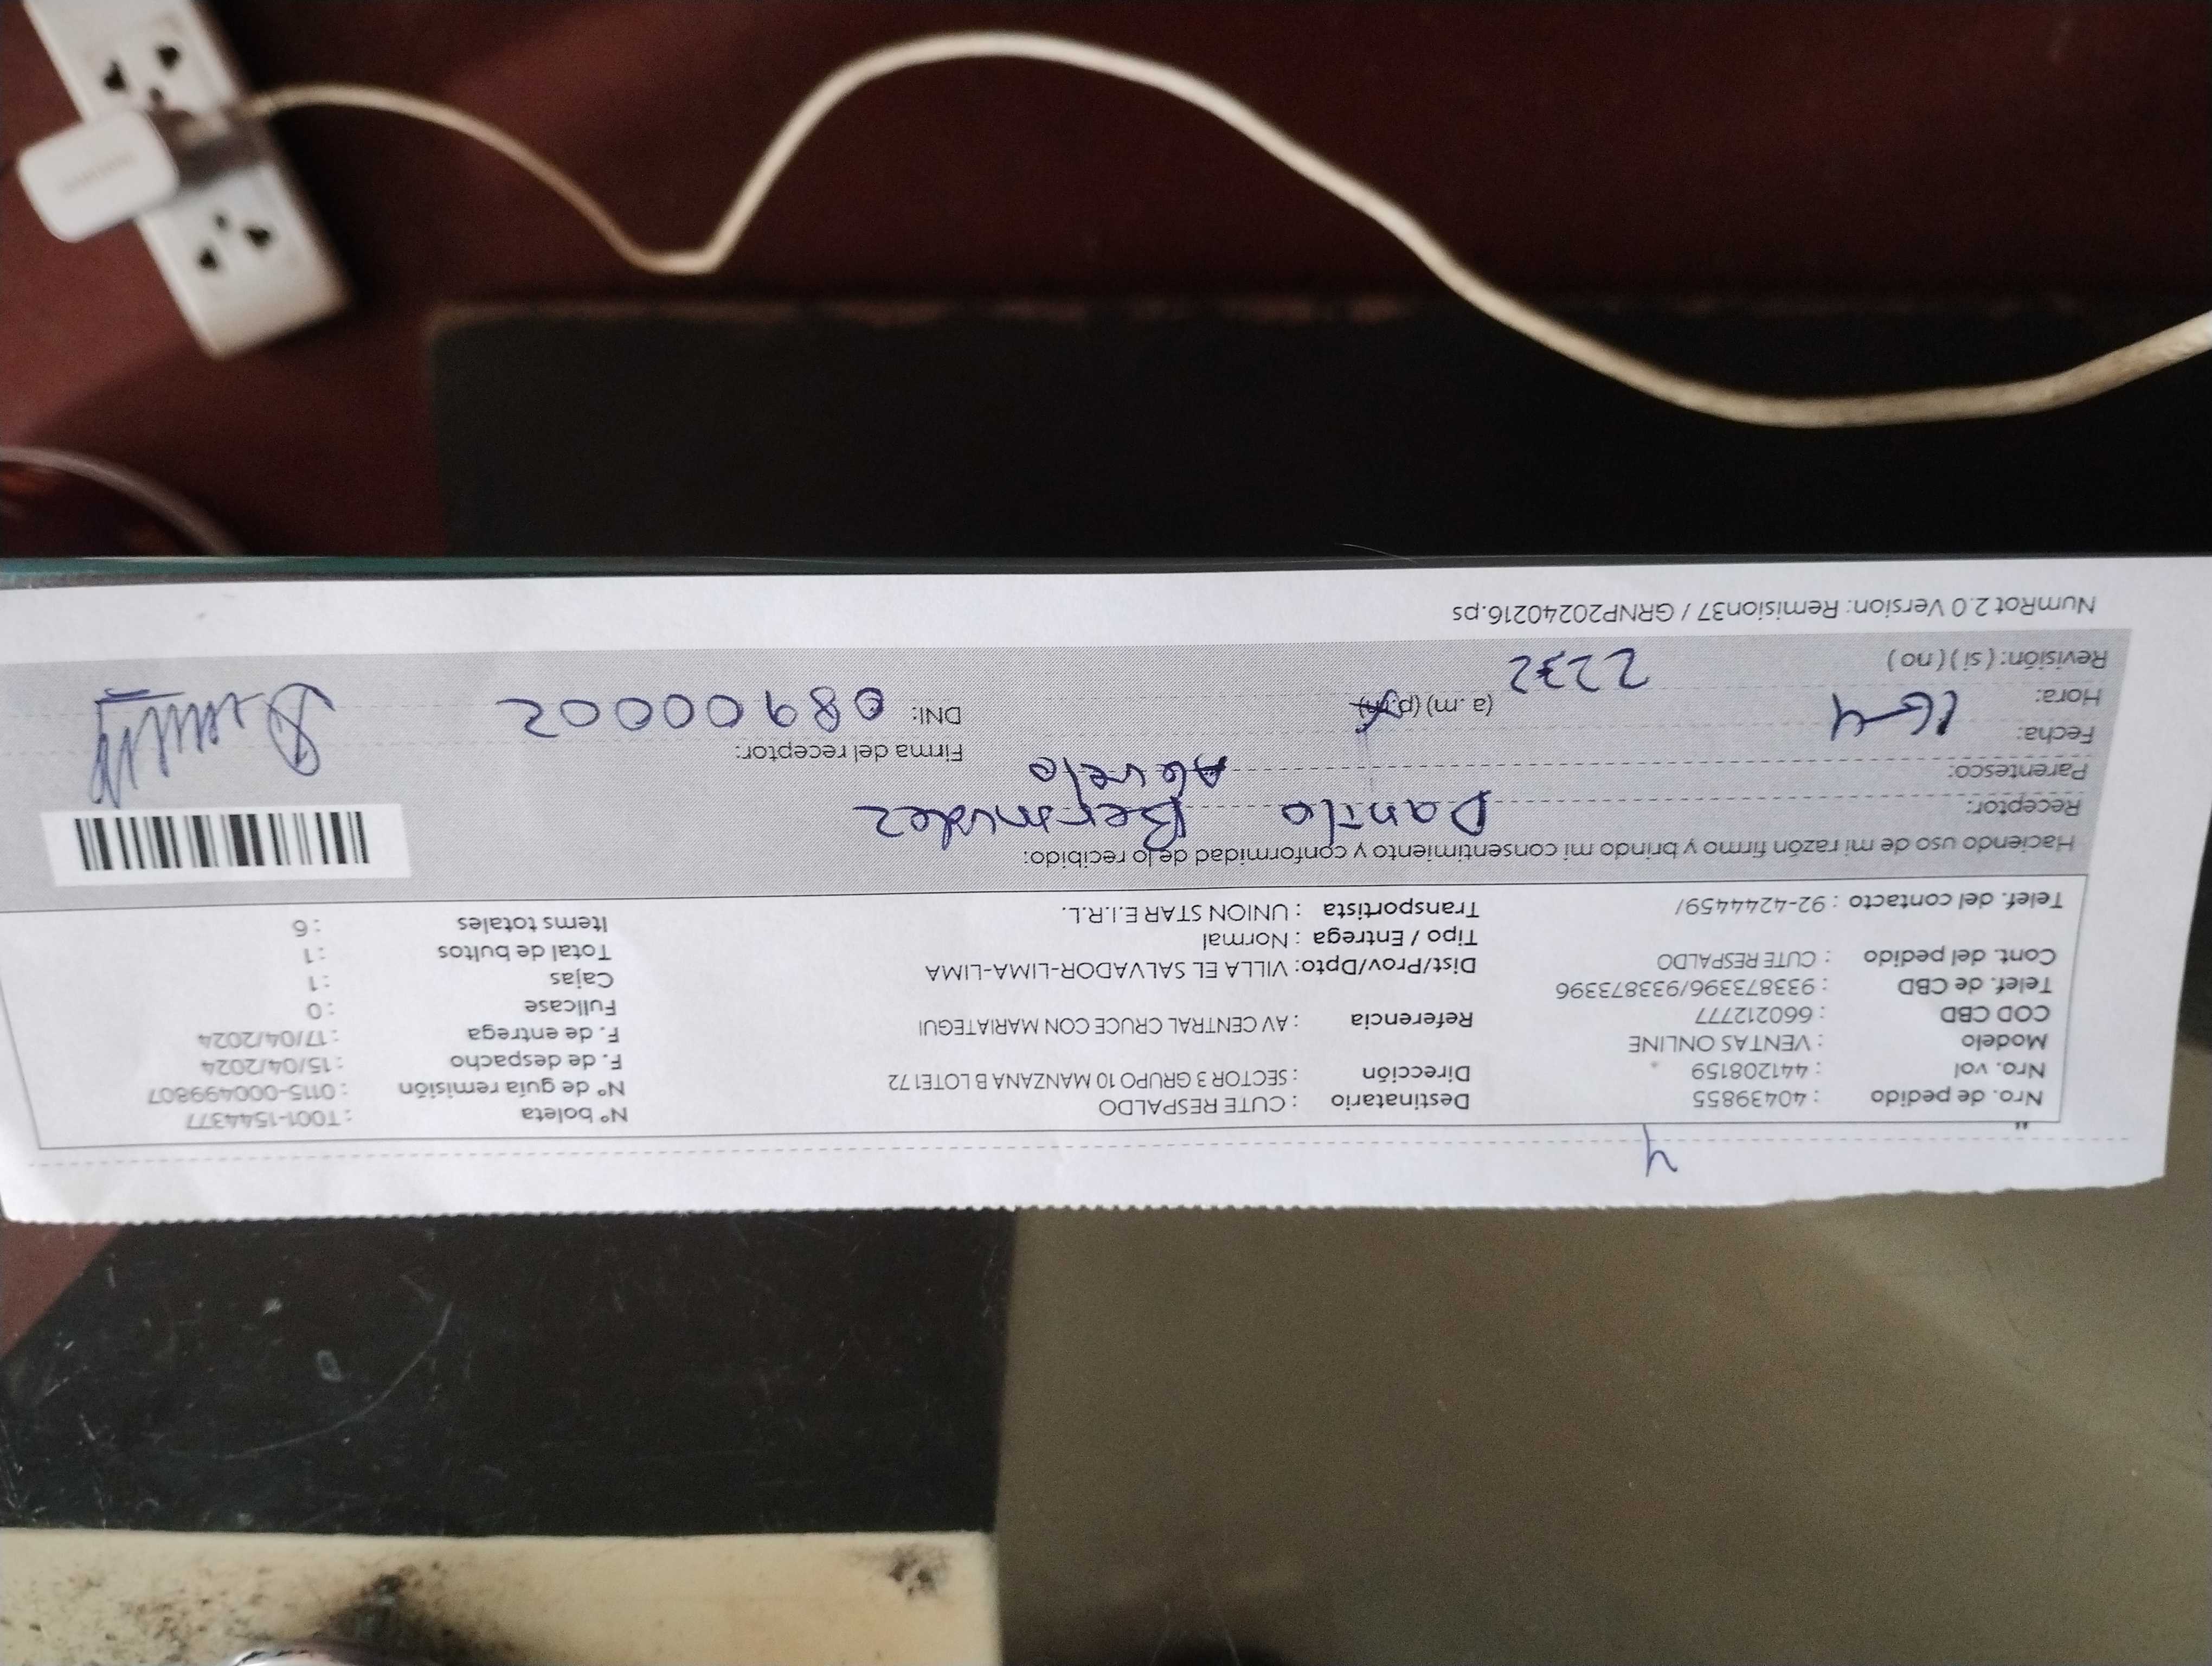 4
Nro. de pedido : 40439855
Nro. vol : 441208159
Modelo : VENTAS ONLINE
COD CBD : 660212777
Telef. de CBD : 933873396/933873396
Cont. del pedido : CUTE RESPALDO
Telef. del contacto : 92-4244459/
Destinatario : CUTE RESPALDO
Dirección : SECTOR 3 GRUPO 10 MANZANA B LOTE172
Referencia : AV CENTRAL CRUCE CON MARIATEGUI
Dist/Prov/Dpto: VILLA EL SALVADOR-LIMA-LIMA
Tipo / Entrega : Normal
Transportista : UNION STAR E.I.R.L.
Nº boleta : T001-1544377
Nº de guía remisión : 0115-000499807
F. de despacho : 15/04/2024
F. de entrega : 17/04/2024
Fullcase : 0
Cajas : 1
Total de bultos : 1
Items totales : 6
Haciendo uso de mi razón firmo y brindo mi consentimiento y conformidad de lo recibido:
Receptor: Danilo Bermudez
Parentesco: Abuelo
Fecha: 16-4
Hora: (a.m) (p.m)
Revisión: ( si ) ( no ) 2232
Firma del receptor:
DNI: 08900002
NumRot 2.0 Version: Remision37 / GRNP20240216.ps
SAMSUNG